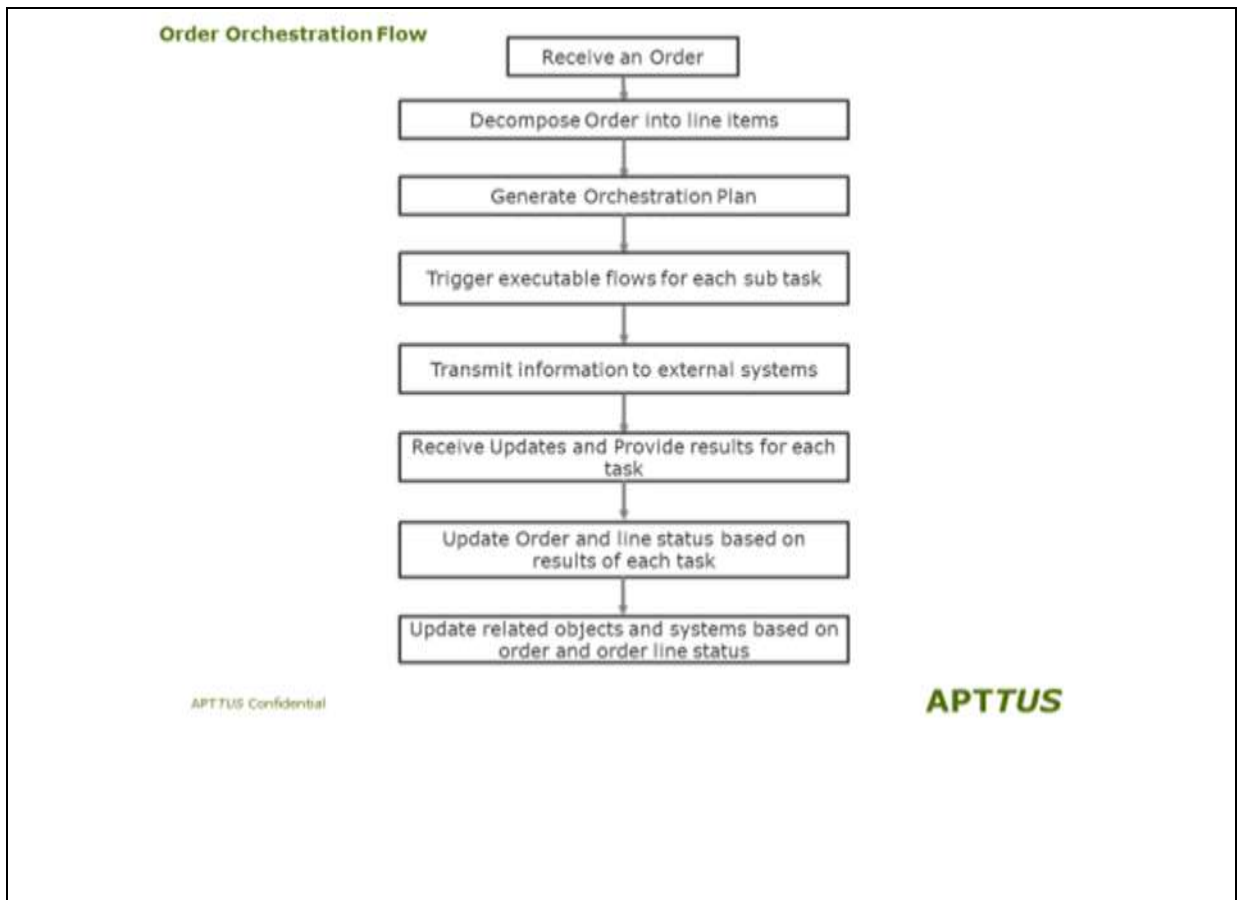 Order Orchestration Flow
Receive an Order
Decompose Order into line items
Generate Orchestration Plan
Trigger executable flows for each sub task
Transmit information to external systems
Receive Updates and Provide results for each
task
Update Order and line status based on
results of each task
Update related objects and systems based on
order and order line status
APTTUS Confidential
APTTUS